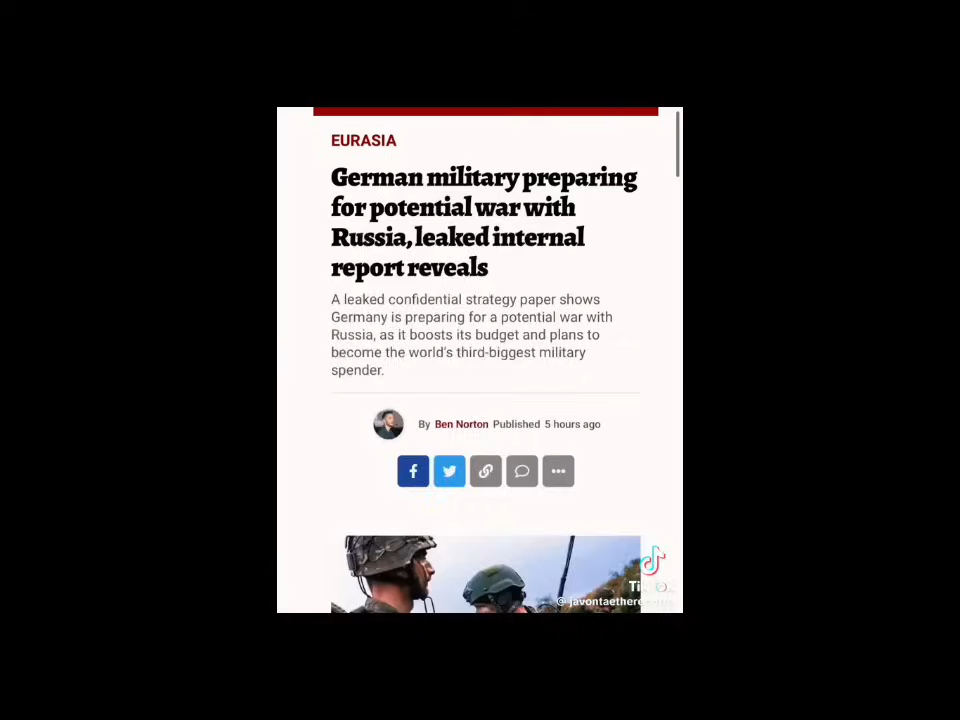 EURASIA
German military preparing
for potential war with
Russia, leaked internal
report reveals
A leaked confidential strategy paper shows
Germany is preparing for a potential war with
Russia, as it boosts its budget and plans to
become the world's third-biggest military
spender.
By Ben Norton Published 5 hours ago